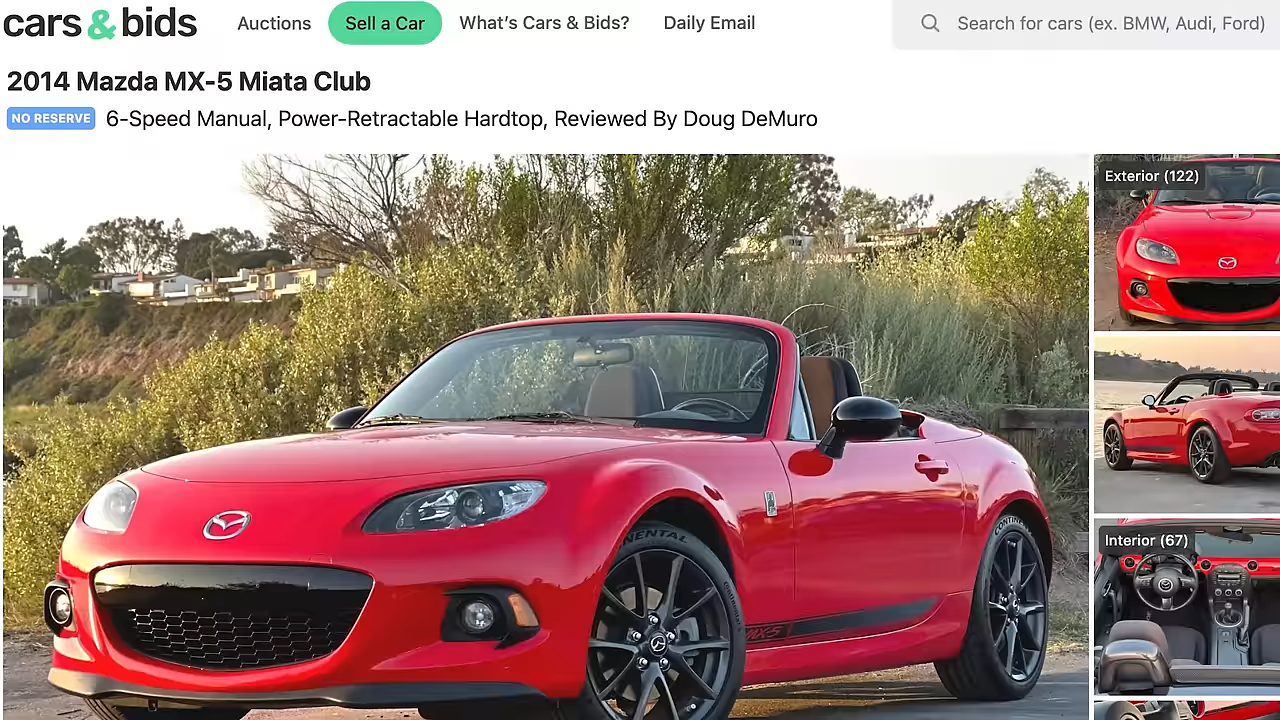 cars & bids
Auctions
Sell a Car
What's Cars & Bids?
Daily Email
Search for cars (ex. BMW, Audi, Ford)
2014 Mazda MX-5 Miata Club
NO RESERVE 6-Speed Manual, Power-Retractable Hardtop, Reviewed By Doug DeMuro
Exterior (122)
Interior (67)
NENTAL
CONTINE
MX-5